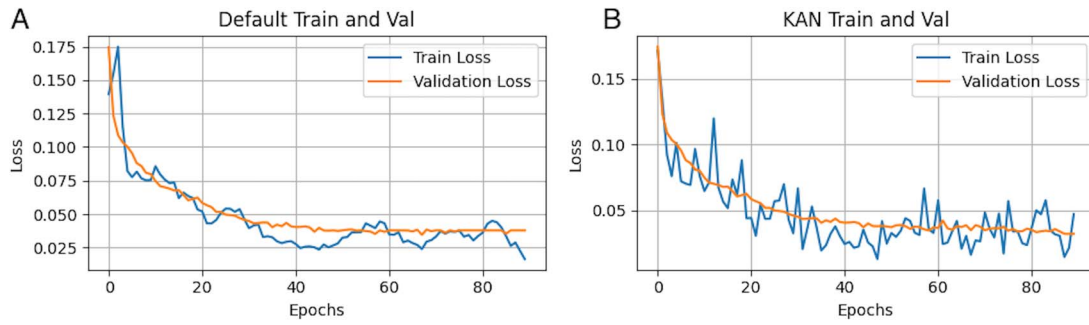 A
Default Train and Val
Train Loss
Validation Loss
0.175
0.150
0.125
0.100
0.075
0.050
0.025
Loss
0 20 40 60 80
Epochs
B
KAN Train and Val
Train Loss
Validation Loss
0.15
0.10
0.05
Loss
0 20 40 60 80
Epochs